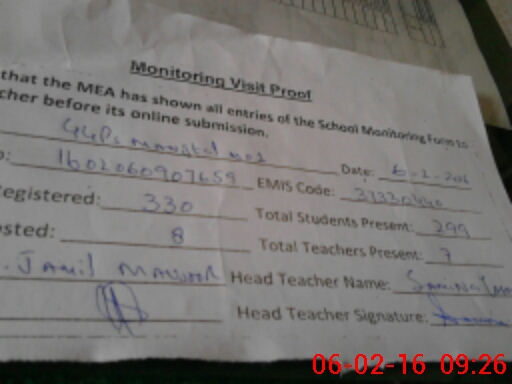 Monitoring Visit Proof
that the MEA has shown all entries of the School Monitoring Form to
cher before its online submission.
GGPS
Date: 6-2-2016
1602060907659 EMIS Code:
egistered: 330 Total Students Present: 299
sted: 8 Total Teachers Present: 7
. Jamil Head Teacher Name:
Head Teacher Signature:
06-02-16 09:26